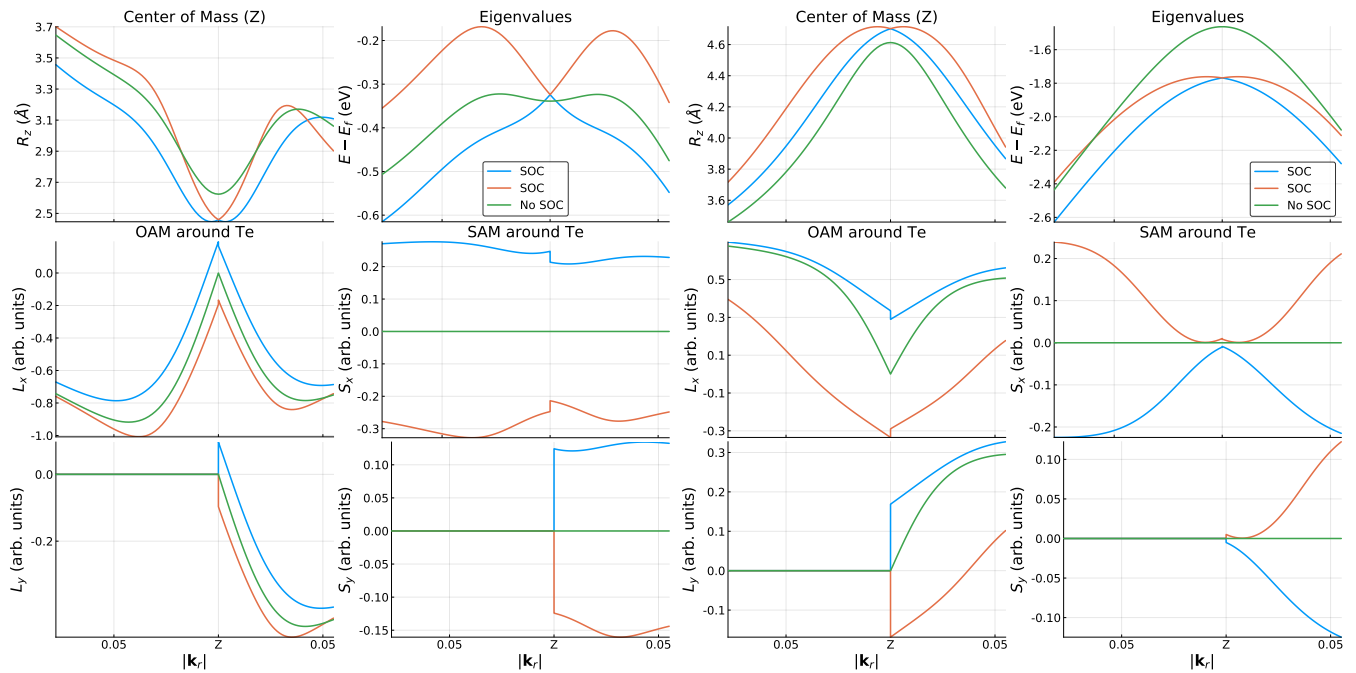 Center of Mass (Z)
3.7
3.5
3.3
3.1
2.9
2.7
2.5
R_z (Å)
Eigenvalues
-0.2
-0.3
-0.4
-0.5
-0.6
E − E_f (eV)
SOC
SOC
No SOC
Center of Mass (Z)
4.6
4.4
4.2
4.0
3.8
3.6
R_z (Å)
Eigenvalues
-1.6
-1.8
-2.0
-2.2
-2.4
-2.6
E − E_f (eV)
SOC
SOC
No SOC
OAM around Te
0.0
-0.2
-0.4
-0.6
-0.8
-1.0
L_x (arb. units)
SAM around Te
0.2
0.1
0.0
-0.1
-0.2
-0.3
S_x (arb. units)
OAM around Te
0.5
0.3
0.1
-0.1
-0.3
L_x (arb. units)
SAM around Te
0.2
0.1
0.0
-0.1
-0.2
S_x (arb. units)
0.0
-0.2
L_y (arb. units)
0.05
Z
0.05
|k_r|
0.10
0.05
0.00
-0.05
-0.10
-0.15
S_y (arb. units)
0.05
Z
0.05
|k_r|
0.3
0.2
0.1
0.0
-0.1
L_y (arb. units)
0.05
Z
0.05
|k_r|
0.10
0.05
0.00
-0.05
-0.10
S_y (arb. units)
0.05
Z
0.05
|k_r|